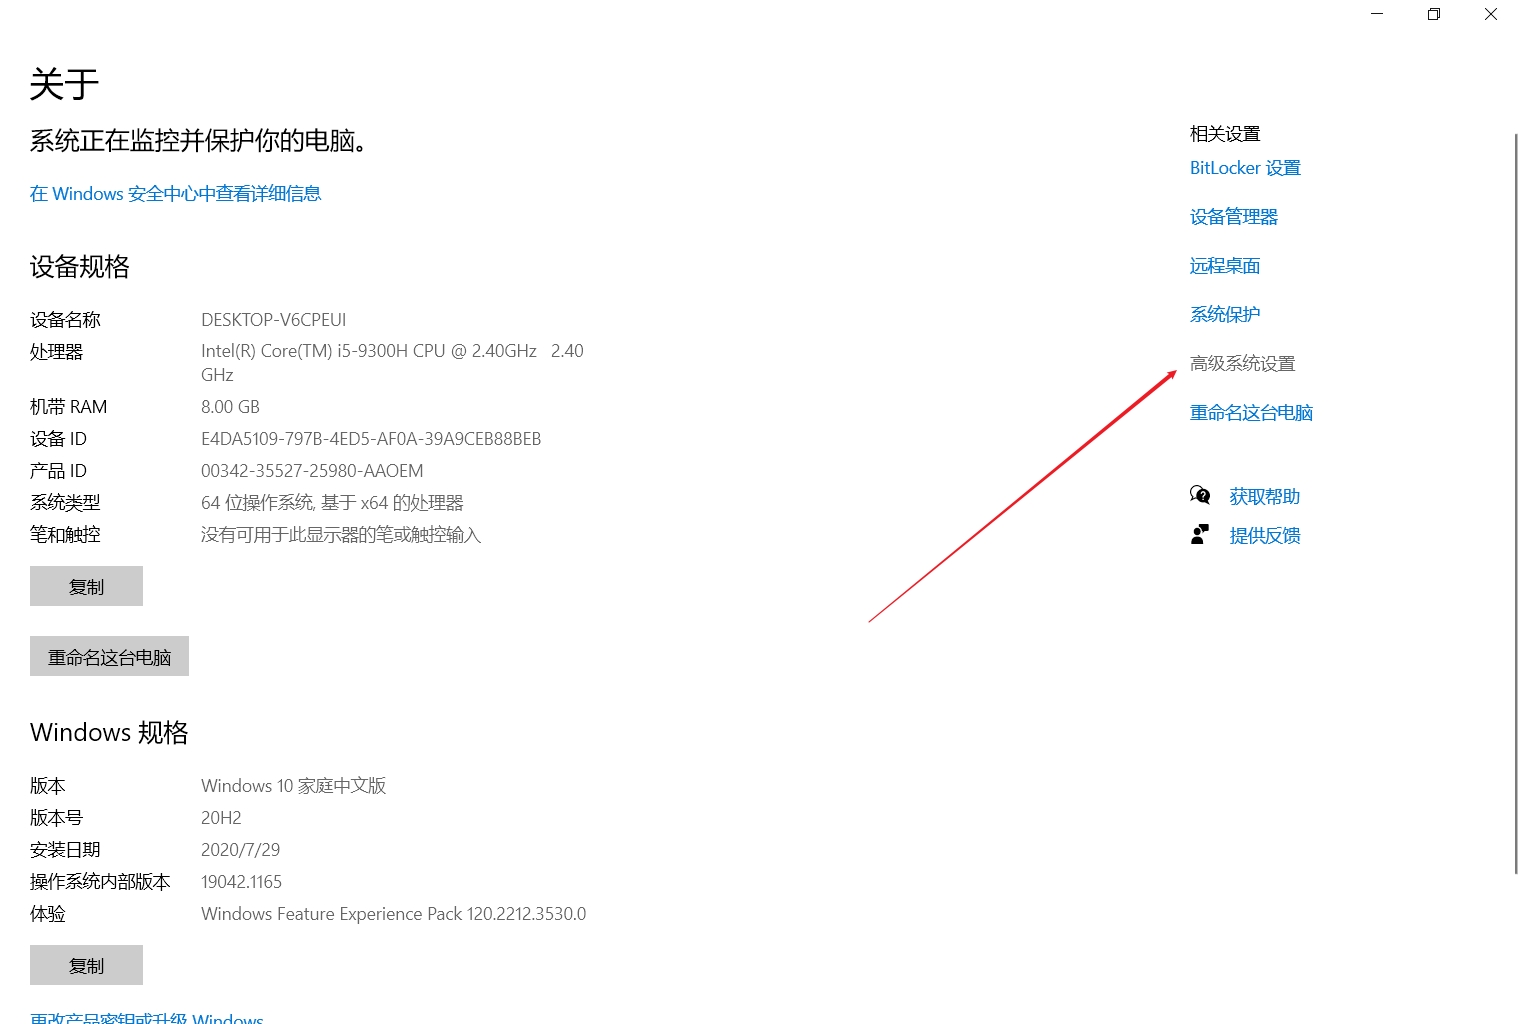 关于
系统正在监控并保护你的电脑。
在 Windows 安全中心中查看详细信息
设备规格
设备名称 DESKTOP-V6CPEUI
处理器 Intel(R) Core(TM) i5-9300H CPU @ 2.40GHz 2.40
GHz
机带 RAM 8.00 GB
设备 ID E4DA5109-797B-4ED5-AF0A-39A9CEB88BEB
产品 ID 00342-35527-25980-AAOEM
系统类型 64 位操作系统, 基于 x64 的处理器
笔和触控 没有可用于此显示器的笔或触控输入
复制
重命名这台电脑
Windows 规格
版本 Windows 10 家庭中文版
版本号 20H2
安装日期 2020/7/29
操作系统内部版本 19042.1165
体验 Windows Feature Experience Pack 120.2212.3530.0
复制
更改产品密钥或升级 Windows
相关设置
BitLocker 设置
设备管理器
远程桌面
系统保护
高级系统设置
重命名这台电脑
获取帮助
提供反馈